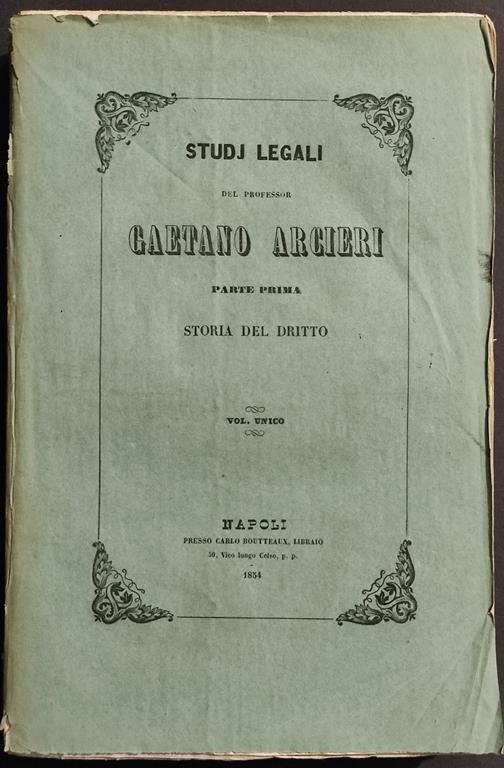 STUDJ LEGALI
DEL PROFESSOR
GAETANO ARCIERI
PARTE PRIMA
STORIA DEL DRITTO
VOL. UNICO
NAPOLI
PRESSO CARLO BOUTTEAUX, LIBRAIO
50, Vico lungo Celso, p. p.
1854